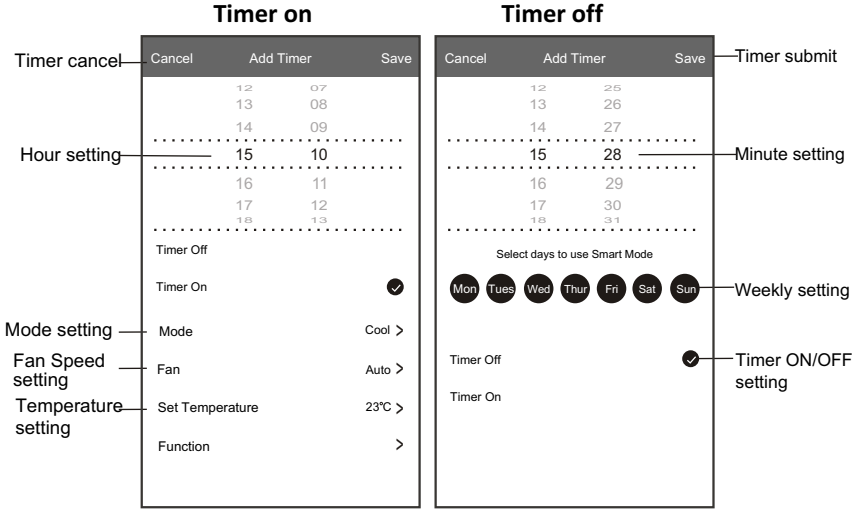 Timer on
Timer off
Timer cancel
Cancel Add Timer Save
12 07
13 08
14 09
Hour setting
15 10
16 11
17 12
18 13
Timer Off
Timer On
Mode setting
Mode Cool >
Fan Speed
setting
Fan Auto >
Temperature
setting
Set Temperature 23℃ >
Function >
Cancel Add Timer Save
Timer submit
12 25
13 26
14 27
15 28
Minute setting
16 29
17 30
18 31
Select days to use Smart Mode
Mon Tues Wed Thur Fri Sat Sun
Weekly setting
Timer Off
Timer ON/OFF
setting
Timer On